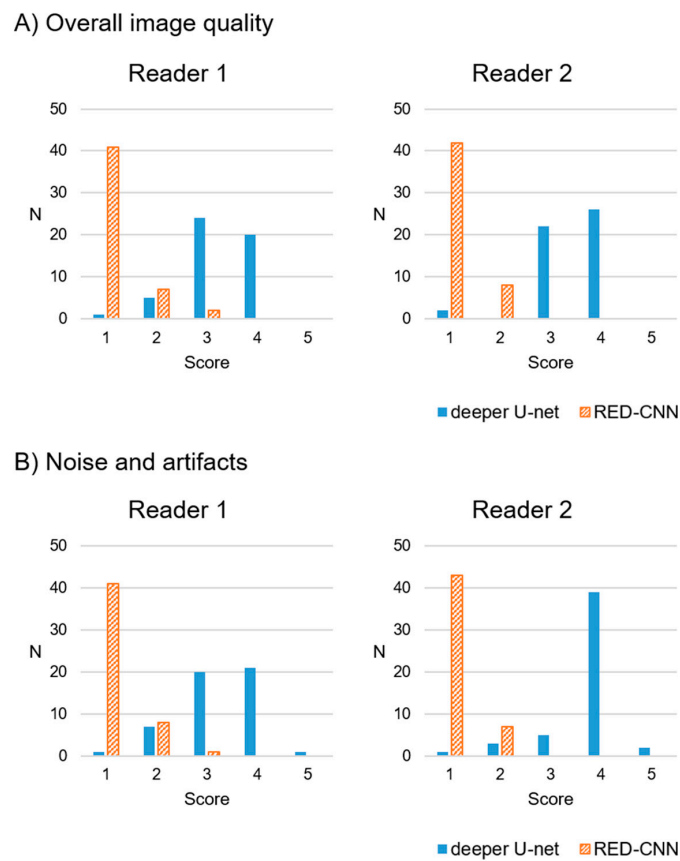 A) Overall image quality
Reader 1
Reader 2
50
40
30
20
10
0
N
1 2 3 4 5
Score
50
40
30
20
10
0
N
1 2 3 4 5
Score
deeper U-net RED-CNN
B) Noise and artifacts
Reader 1
Reader 2
50
40
30
20
10
0
N
1 2 3 4 5
Score
50
40
30
20
10
0
N
1 2 3 4 5
Score
deeper U-net RED-CNN